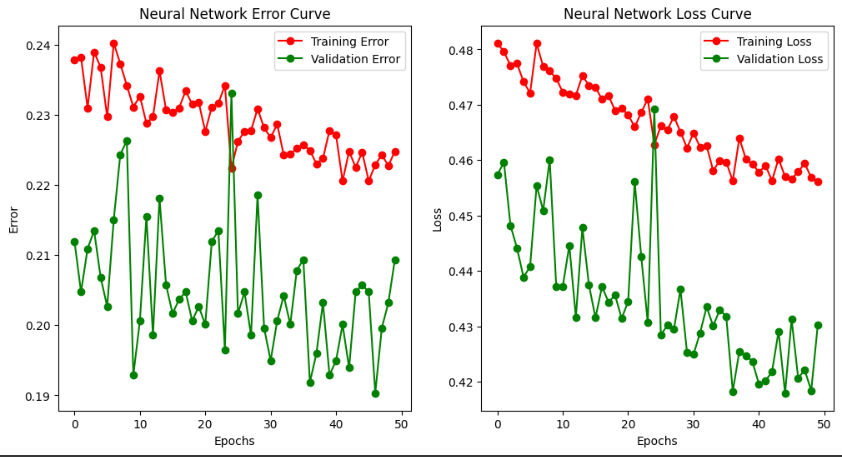 Neural Network Error Curve
Training Error
Validation Error
0.24
0.23
0.22
0.21
0.20
0.19
Error
0
10
20
30
40
50
Epochs
Neural Network Loss Curve
Training Loss
Validation Loss
0.48
0.47
0.46
0.45
0.44
0.43
0.42
Loss
0
10
20
30
40
50
Epochs